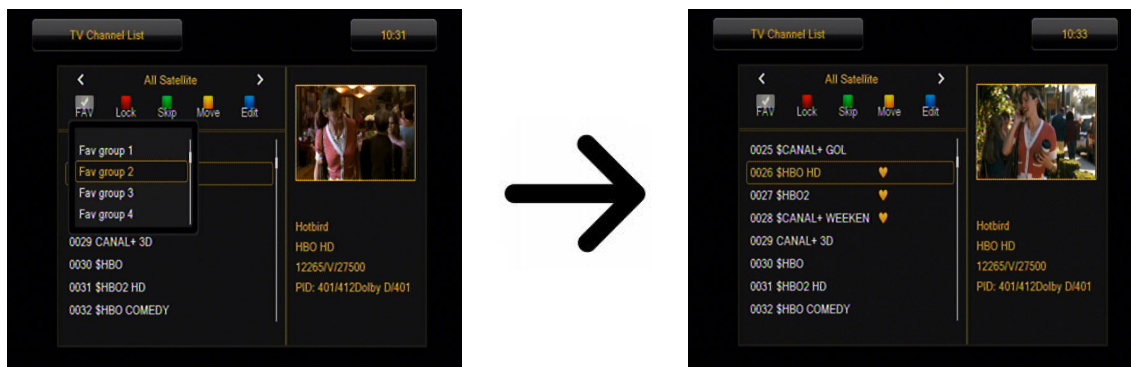 TV Channel List
10:31
All Satellite
FAV Lock Skip Move Edit
Fav group 1
Fav group 2
Fav group 3
Fav group 4
0029 CANAL+ 3D
0030 $HBO
0031 $HBO2 HD
0032 $HBO COMEDY
Hotbird
HBO HD
12265/V/27500
PID: 401/412Dolby D/401
TV Channel List
10:33
All Satellite
FAV Lock Skip Move Edit
0025 $CANAL+ GOL
0026 $HBO HD
0027 $HBO2
0028 $CANAL+ WEEKEN
0029 CANAL+ 3D
0030 $HBO
0031 $HBO2 HD
0032 $HBO COMEDY
Hotbird
HBO HD
12265/V/27500
PID: 401/412Dolby D/401